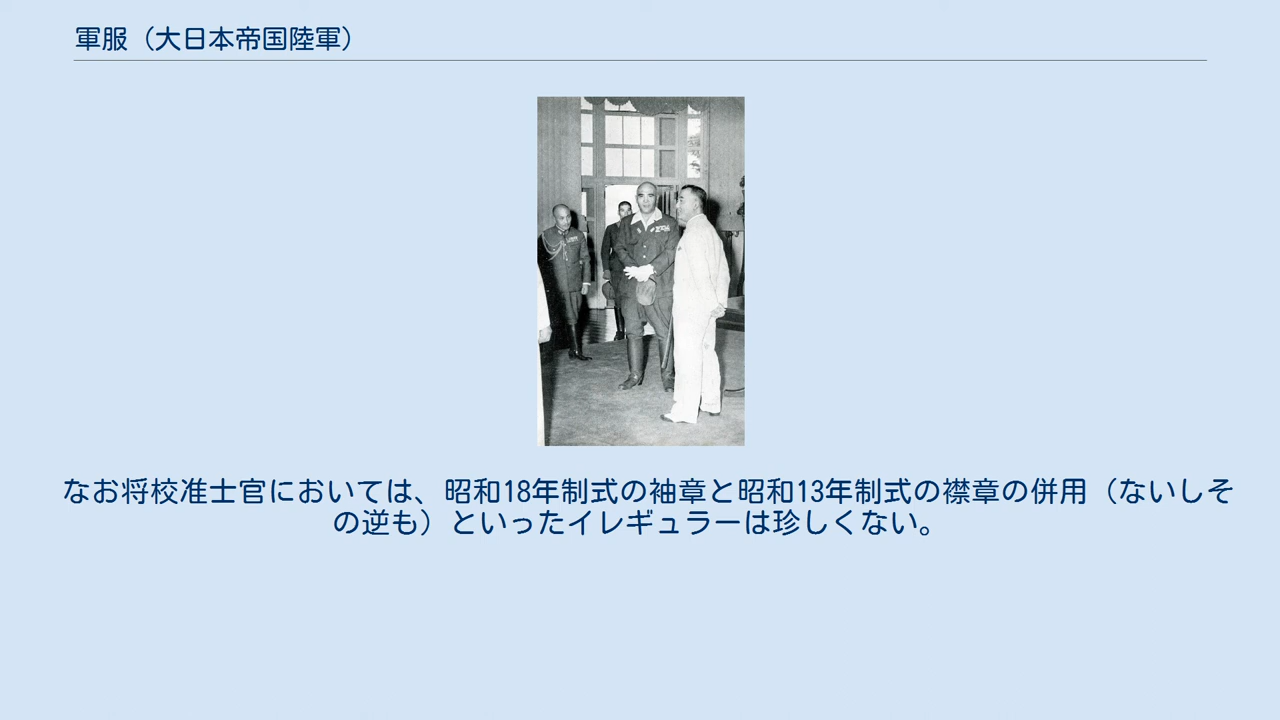 軍服（大日本帝国陸軍）
なお将校准士官においては、昭和18年制式の袖章と昭和13年制式の襟章の併用（ないしそ
の逆も）といったイレギュラーは珍しくない。